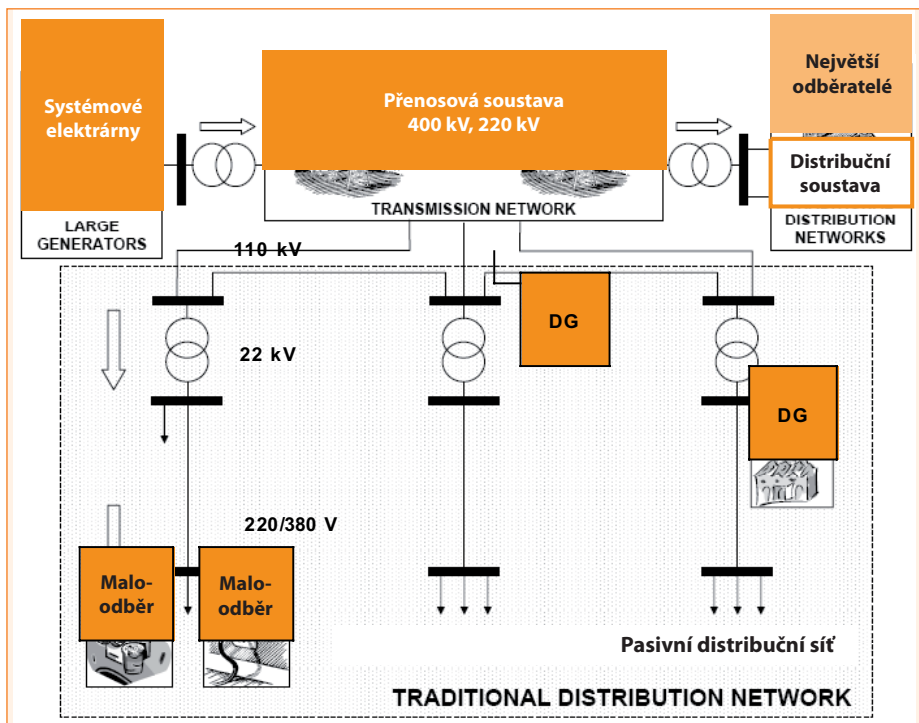 Systémové
elektrárny
LARGE
GENERATORS
Přenosová soustava
400 kV, 220 kV
TRANSMISSION NETWORK
Největší
odběratelé
Distribuční
soustava
DISTRIBUTION
NETWORKS
110 kV
DG
22 kV
DG
220/380 V
Malo-
odběr
Malo-
odběr
Pasivní distribuční síť
TRADITIONAL DISTRIBUTION NETWORK